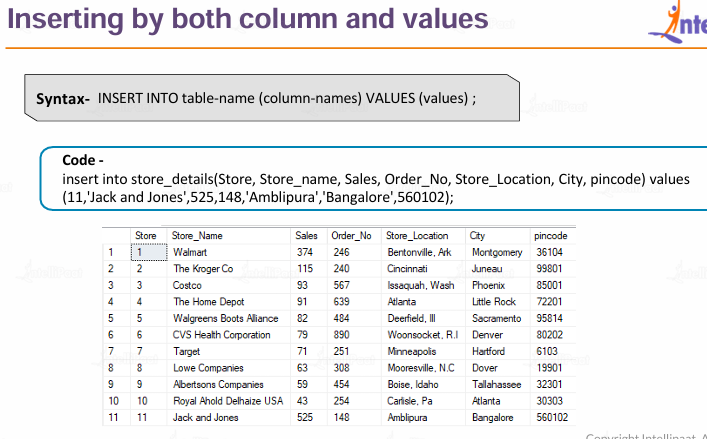 Inserting by both column and values
Inte
Syntax- INSERT INTO table-name (column-names) VALUES (values) ;
Code -
insert into store_details(Store, Store_name, Sales, Order_No, Store_Location, City, pincode) values
(11,'Jack and Jones',525,148,'Amblipura','Bangalore',560102);
Store Store_Name Sales Order_No Store_Location City pincode
1 1 Walmart 374 246 Bentonville, Ark Montgomery 36104
2 2 The Kroger Co 115 240 Cincinnati Juneau 99801
3 3 Costco 93 567 Issaquah, Wash Phoenix 85001
4 4 The Home Depot 91 639 Atlanta Little Rock 72201
5 5 Walgreens Boots Alliance 82 484 Deerfield, Ill Sacramento 95814
6 6 CVS Health Corporation 79 890 Woonsocket, R.I Denver 80202
7 7 Target 71 251 Minneapolis Hartford 6103
8 8 Lowe Companies 63 308 Mooresville, N.C Dover 19901
9 9 Albertsons Companies 59 454 Boise, Idaho Tallahassee 32301
10 10 Royal Ahold Delhaize USA 43 254 Carlisle, Pa Atlanta 30303
11 11 Jack and Jones 525 148 Amblipura Bangalore 560102
Copyright Intellipaat. A